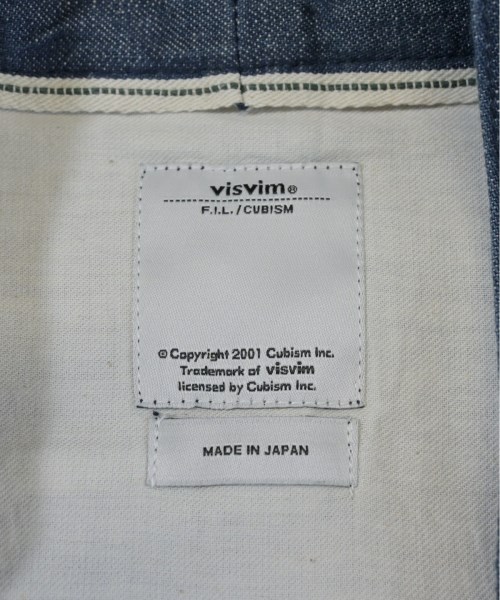 visvim®
F.I.L./CUBISM
© Copyright 2001 Cubism Inc.
Trademark of visvim
licensed by Cubism Inc.
MADE IN JAPAN